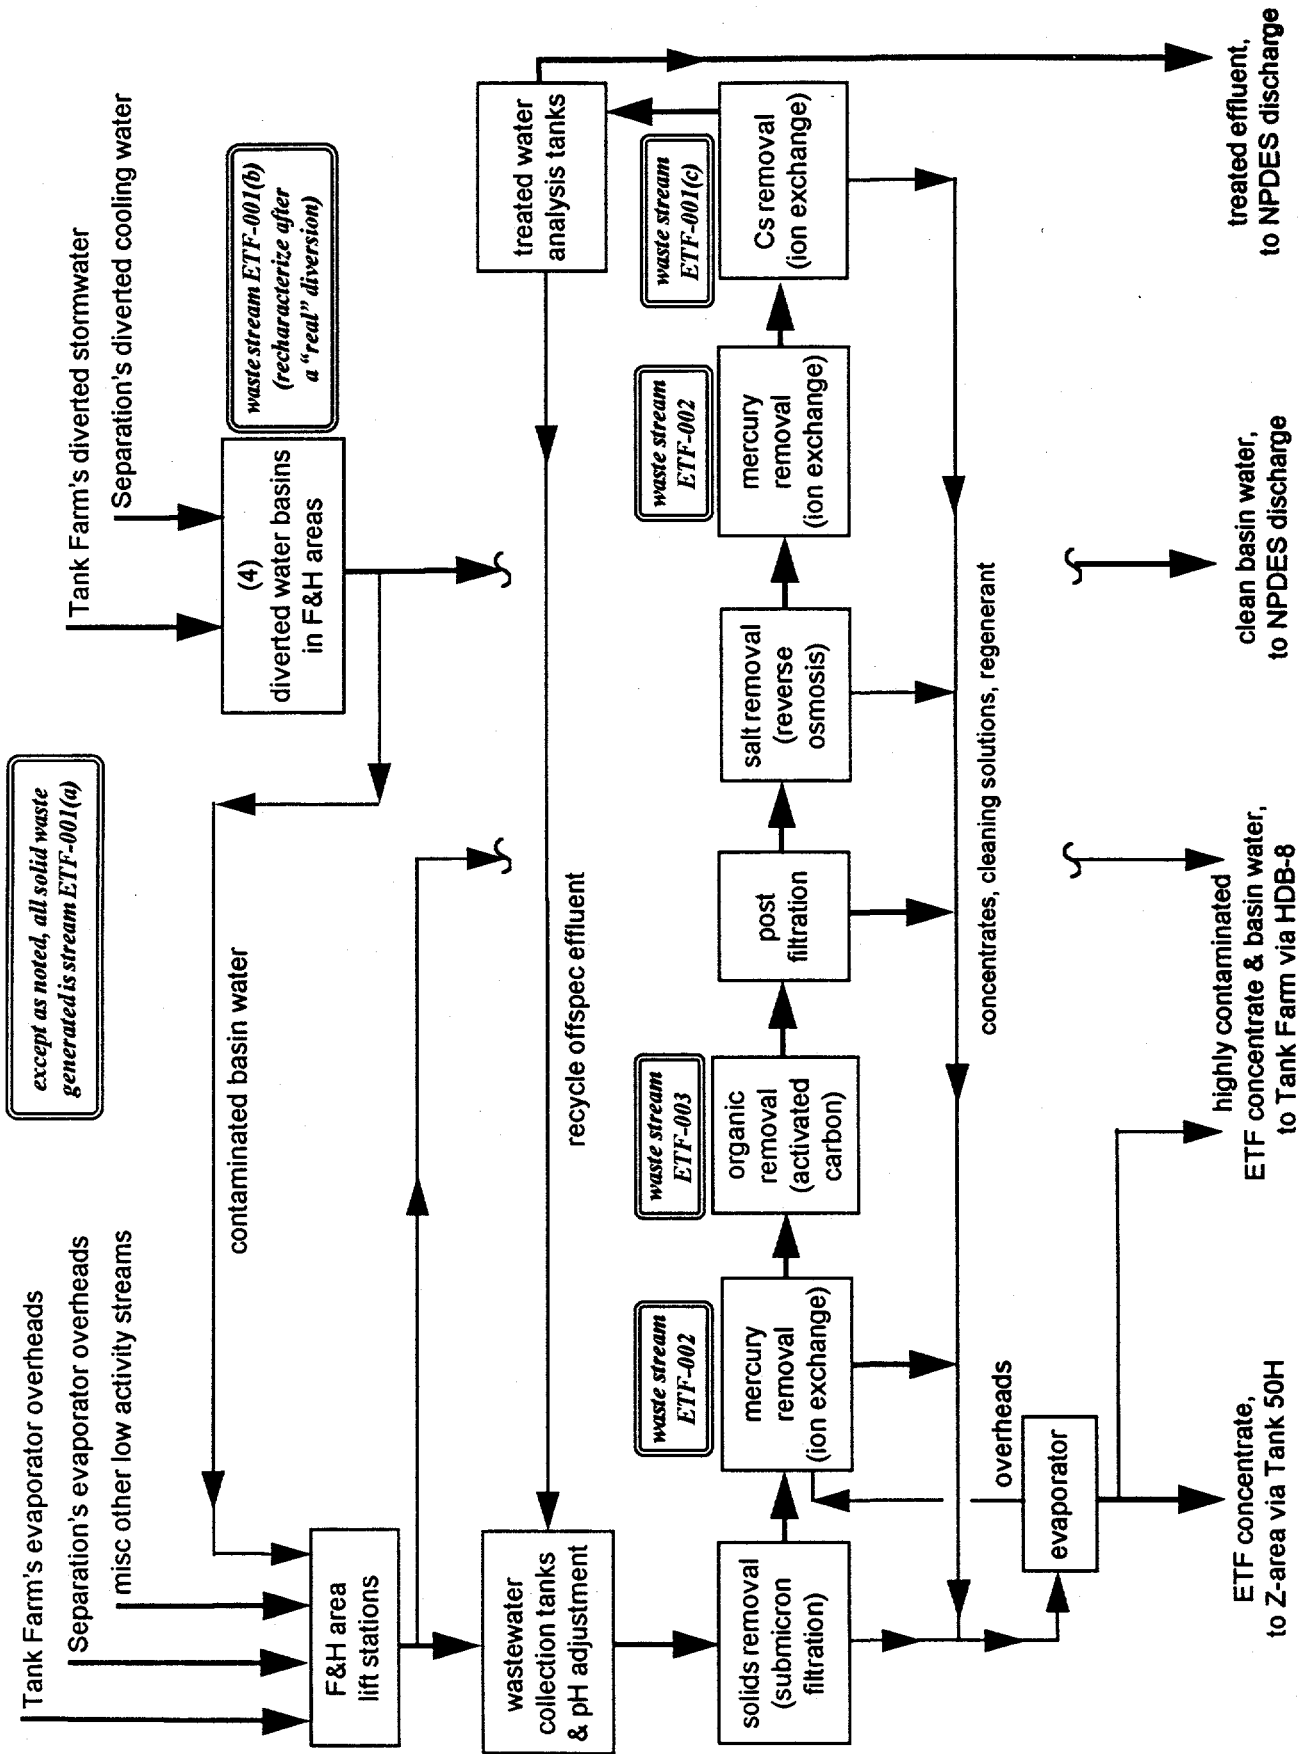 Tank Farm's evaporator overheads
Separation's evaporator overheads
misc other low activity streams
except as noted, all solid waste
generated is stream ETF-001(a)
Tank Farm's diverted stormwater
Separation's diverted cooling water
(4)
diverted water basins
in F&H areas
waste stream ETF-001(b)
(recharacterize after
a "real" diversion)
contaminated basin water
F&H area
lift stations
wastewater
collection tanks
& pH adjustment
recycle offspec effluent
treated water
analysis tanks
waste stream
ETF-002
waste stream
ETF-003
waste stream
ETF-002
waste stream
ETF-001(c)
solids removal
(submicron
filtration)
mercury
removal
(ion exchange)
organic
removal
(activated
carbon)
post
filtration
salt removal
(reverse
osmosis)
mercury
removal
(ion exchange)
Cs removal
(ion exchange)
concentrates, cleaning solutions, regenerant
overheads
evaporator
ETF concentrate,
to Z-area via Tank 50H
highly contaminated
ETF concentrate & basin water,
to Tank Farm via HDB-8
clean basin water,
to NPDES discharge
treated effluent,
to NPDES discharge